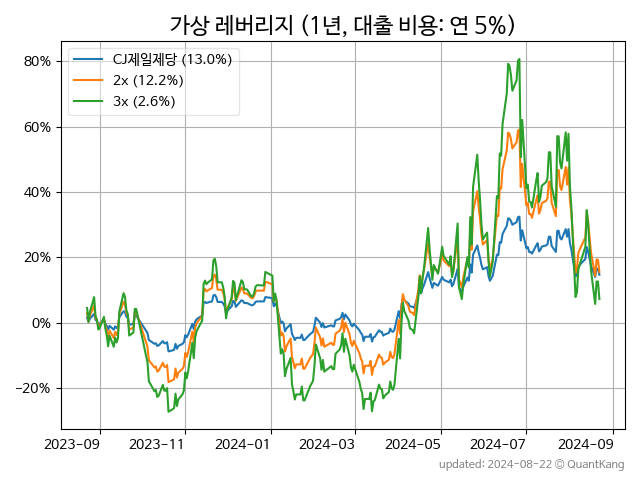 가상 레버리지 (1년, 대출 비용: 연 5%)
CJ제일제당 (13.0%)
2x (12.2%)
3x (2.6%)
80%
60%
40%
20%
0%
−20%
2023-09
2023-11
2024-01
2024-03
2024-05
2024-07
2024-09
updated: 2024-08-22 © QuantKang